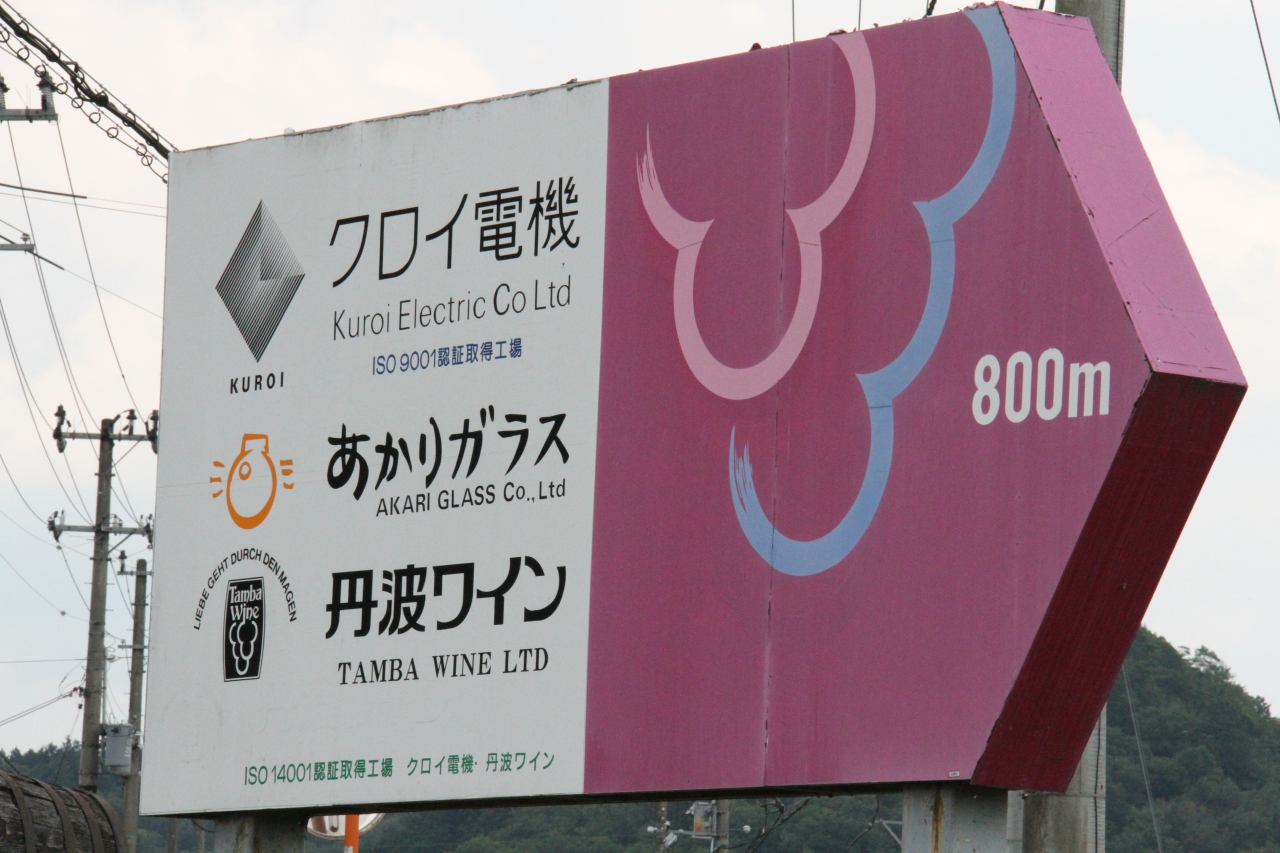 クロイ電機
Kuroi Electric Co Ltd
ISO 9001認証取得工場
KUROI
あかりガラス
AKARI GLASS Co.,Ltd
LIEBE GEHT DURCH DEN MAGEN
Tamba
Wine
丹波ワイン
TAMBA WINE LTD
ISO 14001認証取得工場 クロイ電機・丹波ワイン
800m